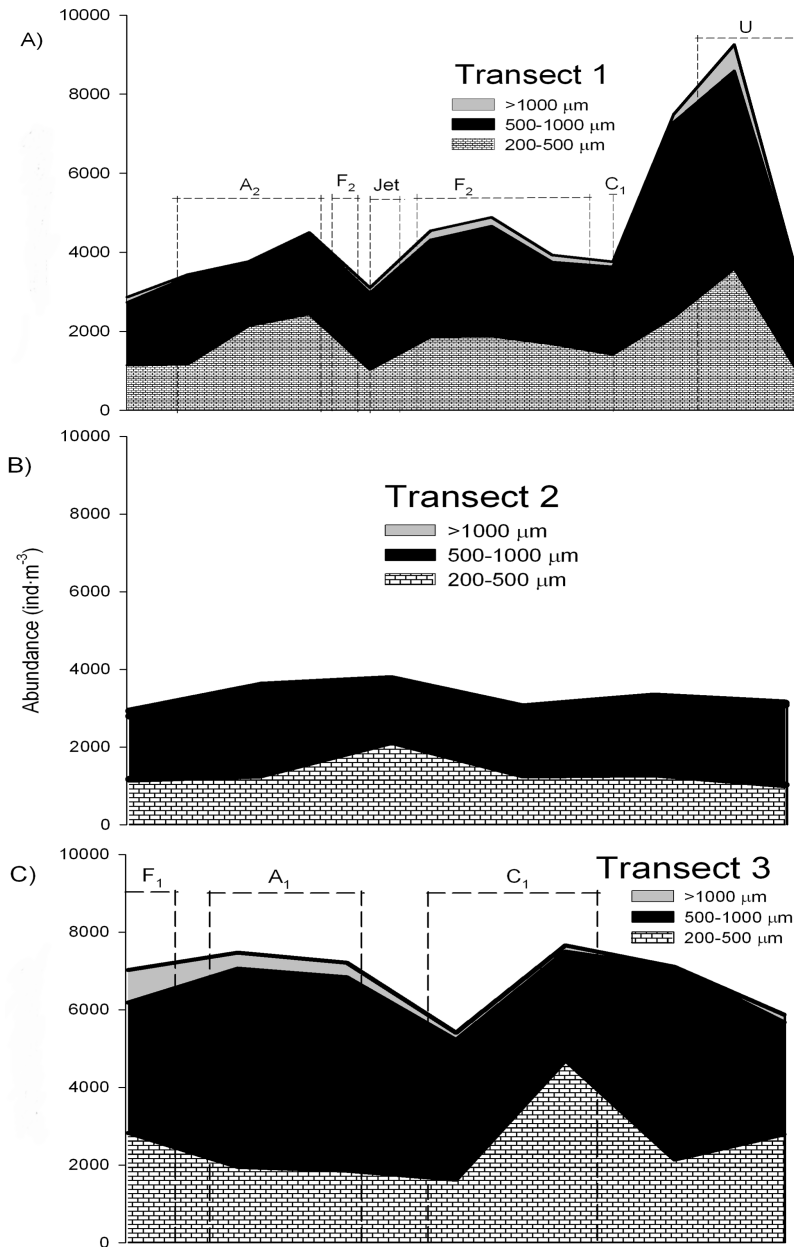 A)
10000
8000
6000
4000
2000
0
Transect 1
>1000 μm
500-1000 μm
200-500 μm
A2
F2
Jet
F2
C1
U
B)
10000
8000
6000
4000
2000
0
Abundance (ind·m-3)
Transect 2
>1000 μm
500-1000 μm
200-500 μm
C)
10000
8000
6000
4000
2000
0
F1
A1
C1
Transect 3
>1000 μm
500-1000 μm
200-500 μm